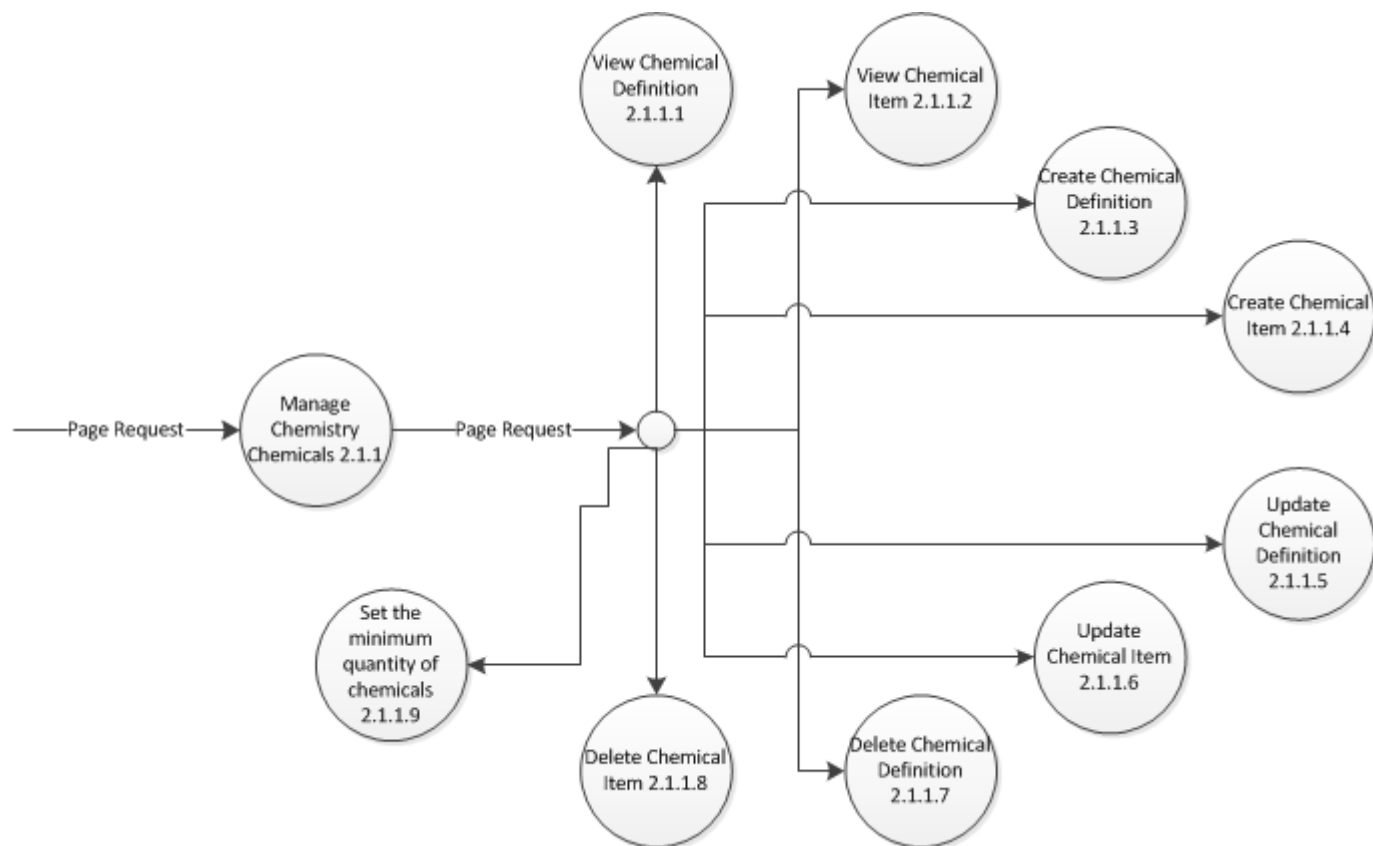 View Chemical
Definition
2.1.1.1
View Chemical
Item 2.1.1.2
Create Chemical
Definition
2.1.1.3
Create Chemical
Item 2.1.1.4
Page Request
Manage
Chemistry
Chemicals 2.1.1
Page Request
Update
Chemical
Definition
2.1.1.5
Set the
minimum
quantity of
chemicals
2.1.1.9
Update
Chemical Item
2.1.1.6
Delete Chemical
Item 2.1.1.8
Delete Chemical
Definition
2.1.1.7